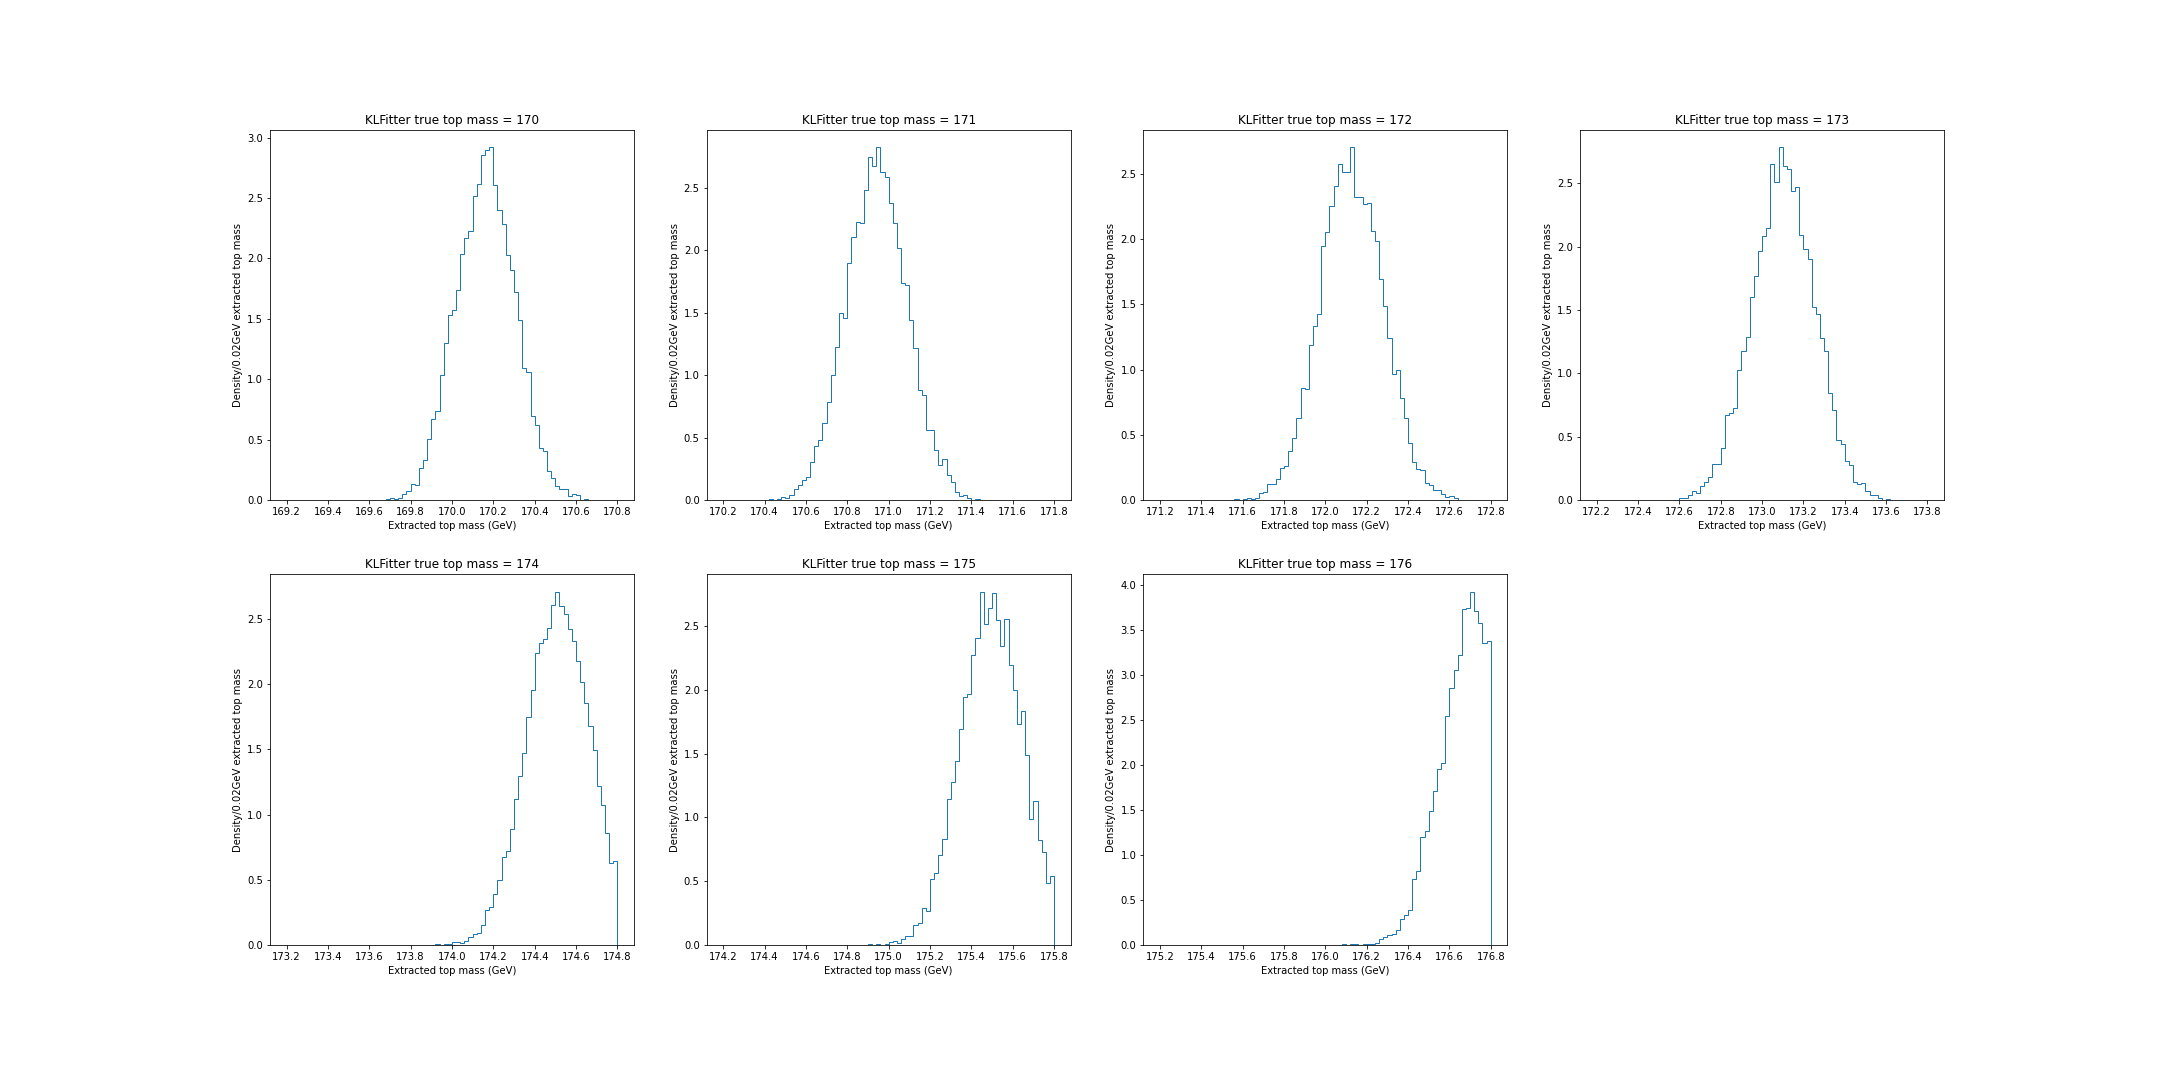 KLFitter true top mass = 170
3.0
2.5
2.0
1.5
1.0
0.5
0.0
Density/0.02GeV extracted top mass
169.2 169.4 169.6 169.8 170.0 170.2 170.4 170.6 170.8
Extracted top mass (GeV)
KLFitter true top mass = 171
2.5
2.0
1.5
1.0
0.5
0.0
Density/0.02GeV extracted top mass
170.2 170.4 170.6 170.8 171.0 171.2 171.4 171.6 171.8
Extracted top mass (GeV)
KLFitter true top mass = 172
2.5
2.0
1.5
1.0
0.5
0.0
Density/0.02GeV extracted top mass
171.2 171.4 171.6 171.8 172.0 172.2 172.4 172.6 172.8
Extracted top mass (GeV)
KLFitter true top mass = 173
2.5
2.0
1.5
1.0
0.5
0.0
Density/0.02GeV extracted top mass
172.2 172.4 172.6 172.8 173.0 173.2 173.4 173.6 173.8
Extracted top mass (GeV)
KLFitter true top mass = 174
2.5
2.0
1.5
1.0
0.5
0.0
Density/0.02GeV extracted top mass
173.2 173.4 173.6 173.8 174.0 174.2 174.4 174.6 174.8
Extracted top mass (GeV)
KLFitter true top mass = 175
2.5
2.0
1.5
1.0
0.5
0.0
Density/0.02GeV extracted top mass
174.2 174.4 174.6 174.8 175.0 175.2 175.4 175.6 175.8
Extracted top mass (GeV)
KLFitter true top mass = 176
4.0
3.5
3.0
2.5
2.0
1.5
1.0
0.5
0.0
Density/0.02GeV extracted top mass
175.2 175.4 175.6 175.8 176.0 176.2 176.4 176.6 176.8
Extracted top mass (GeV)